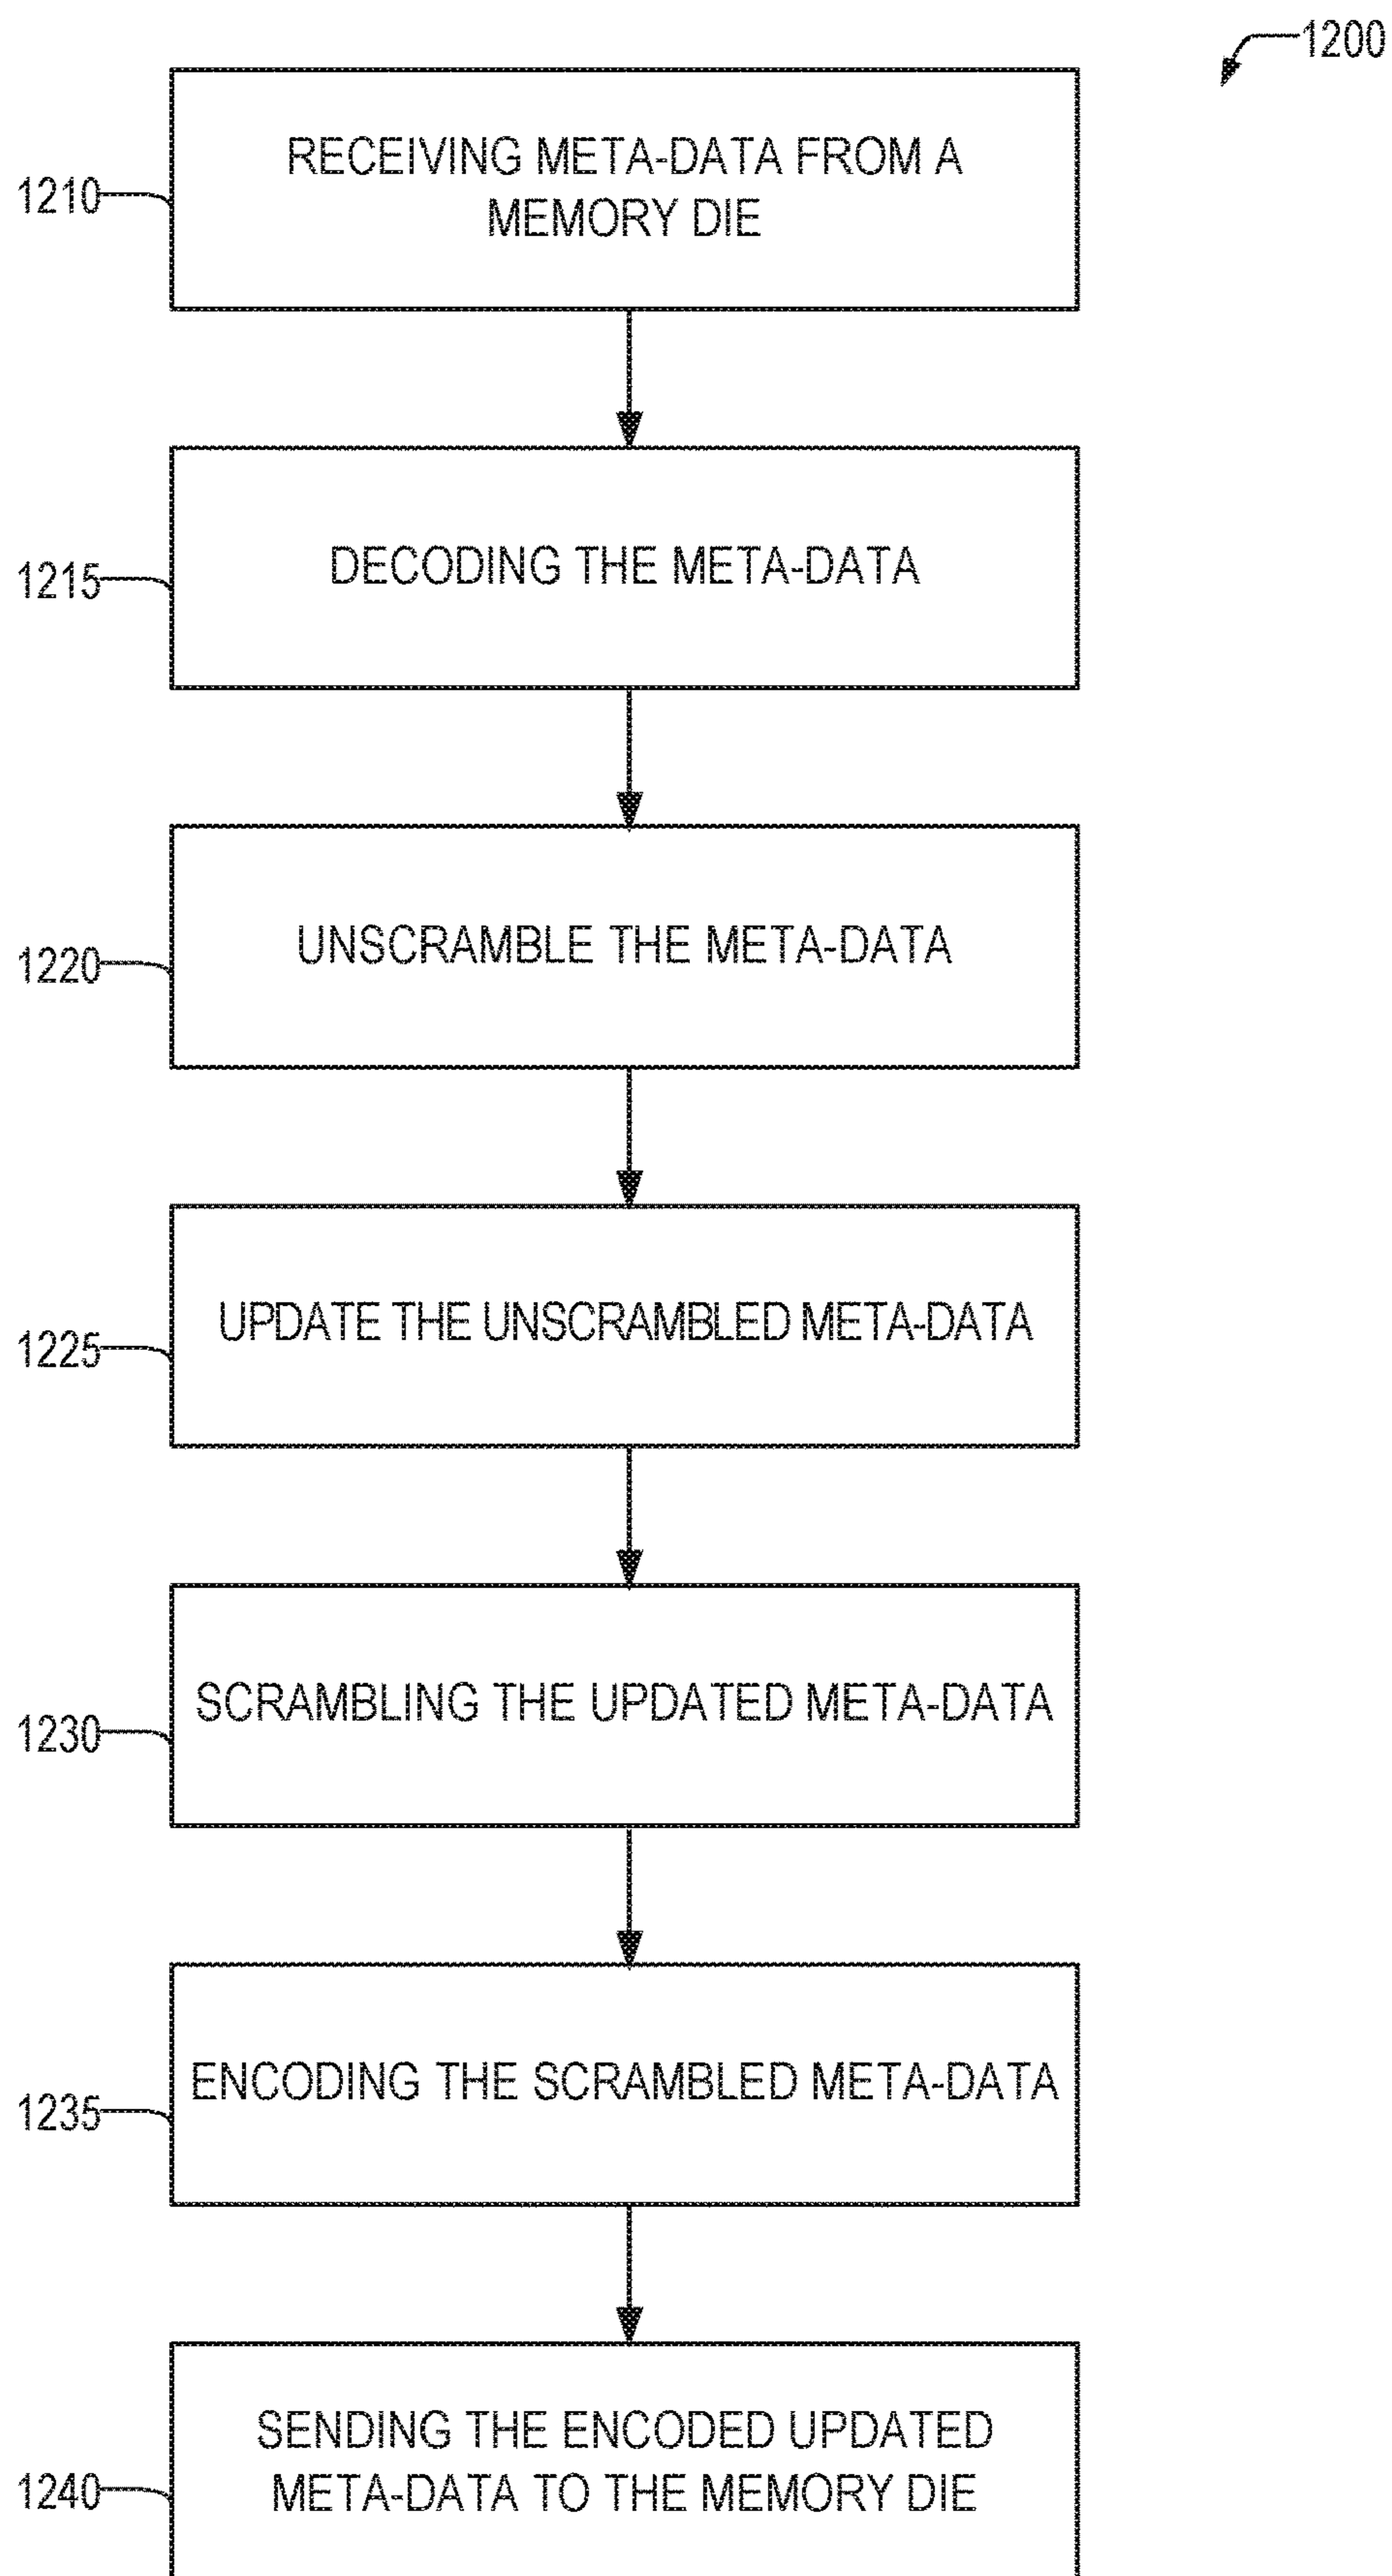 1200
RECEIVING META-DATA FROM A
MEMORY DIE
1210
DECODING THE META-DATA
1215
UNSCRAMBLE THE META-DATA
1220
UPDATE THE UNSCRAMBLED META-DATA
1225
SCRAMBLING THE UPDATED META-DATA
1230
ENCODING THE SCRAMBLED META-DATA
1235
SENDING THE ENCODED UPDATED
META-DATA TO THE MEMORY DIE
1240